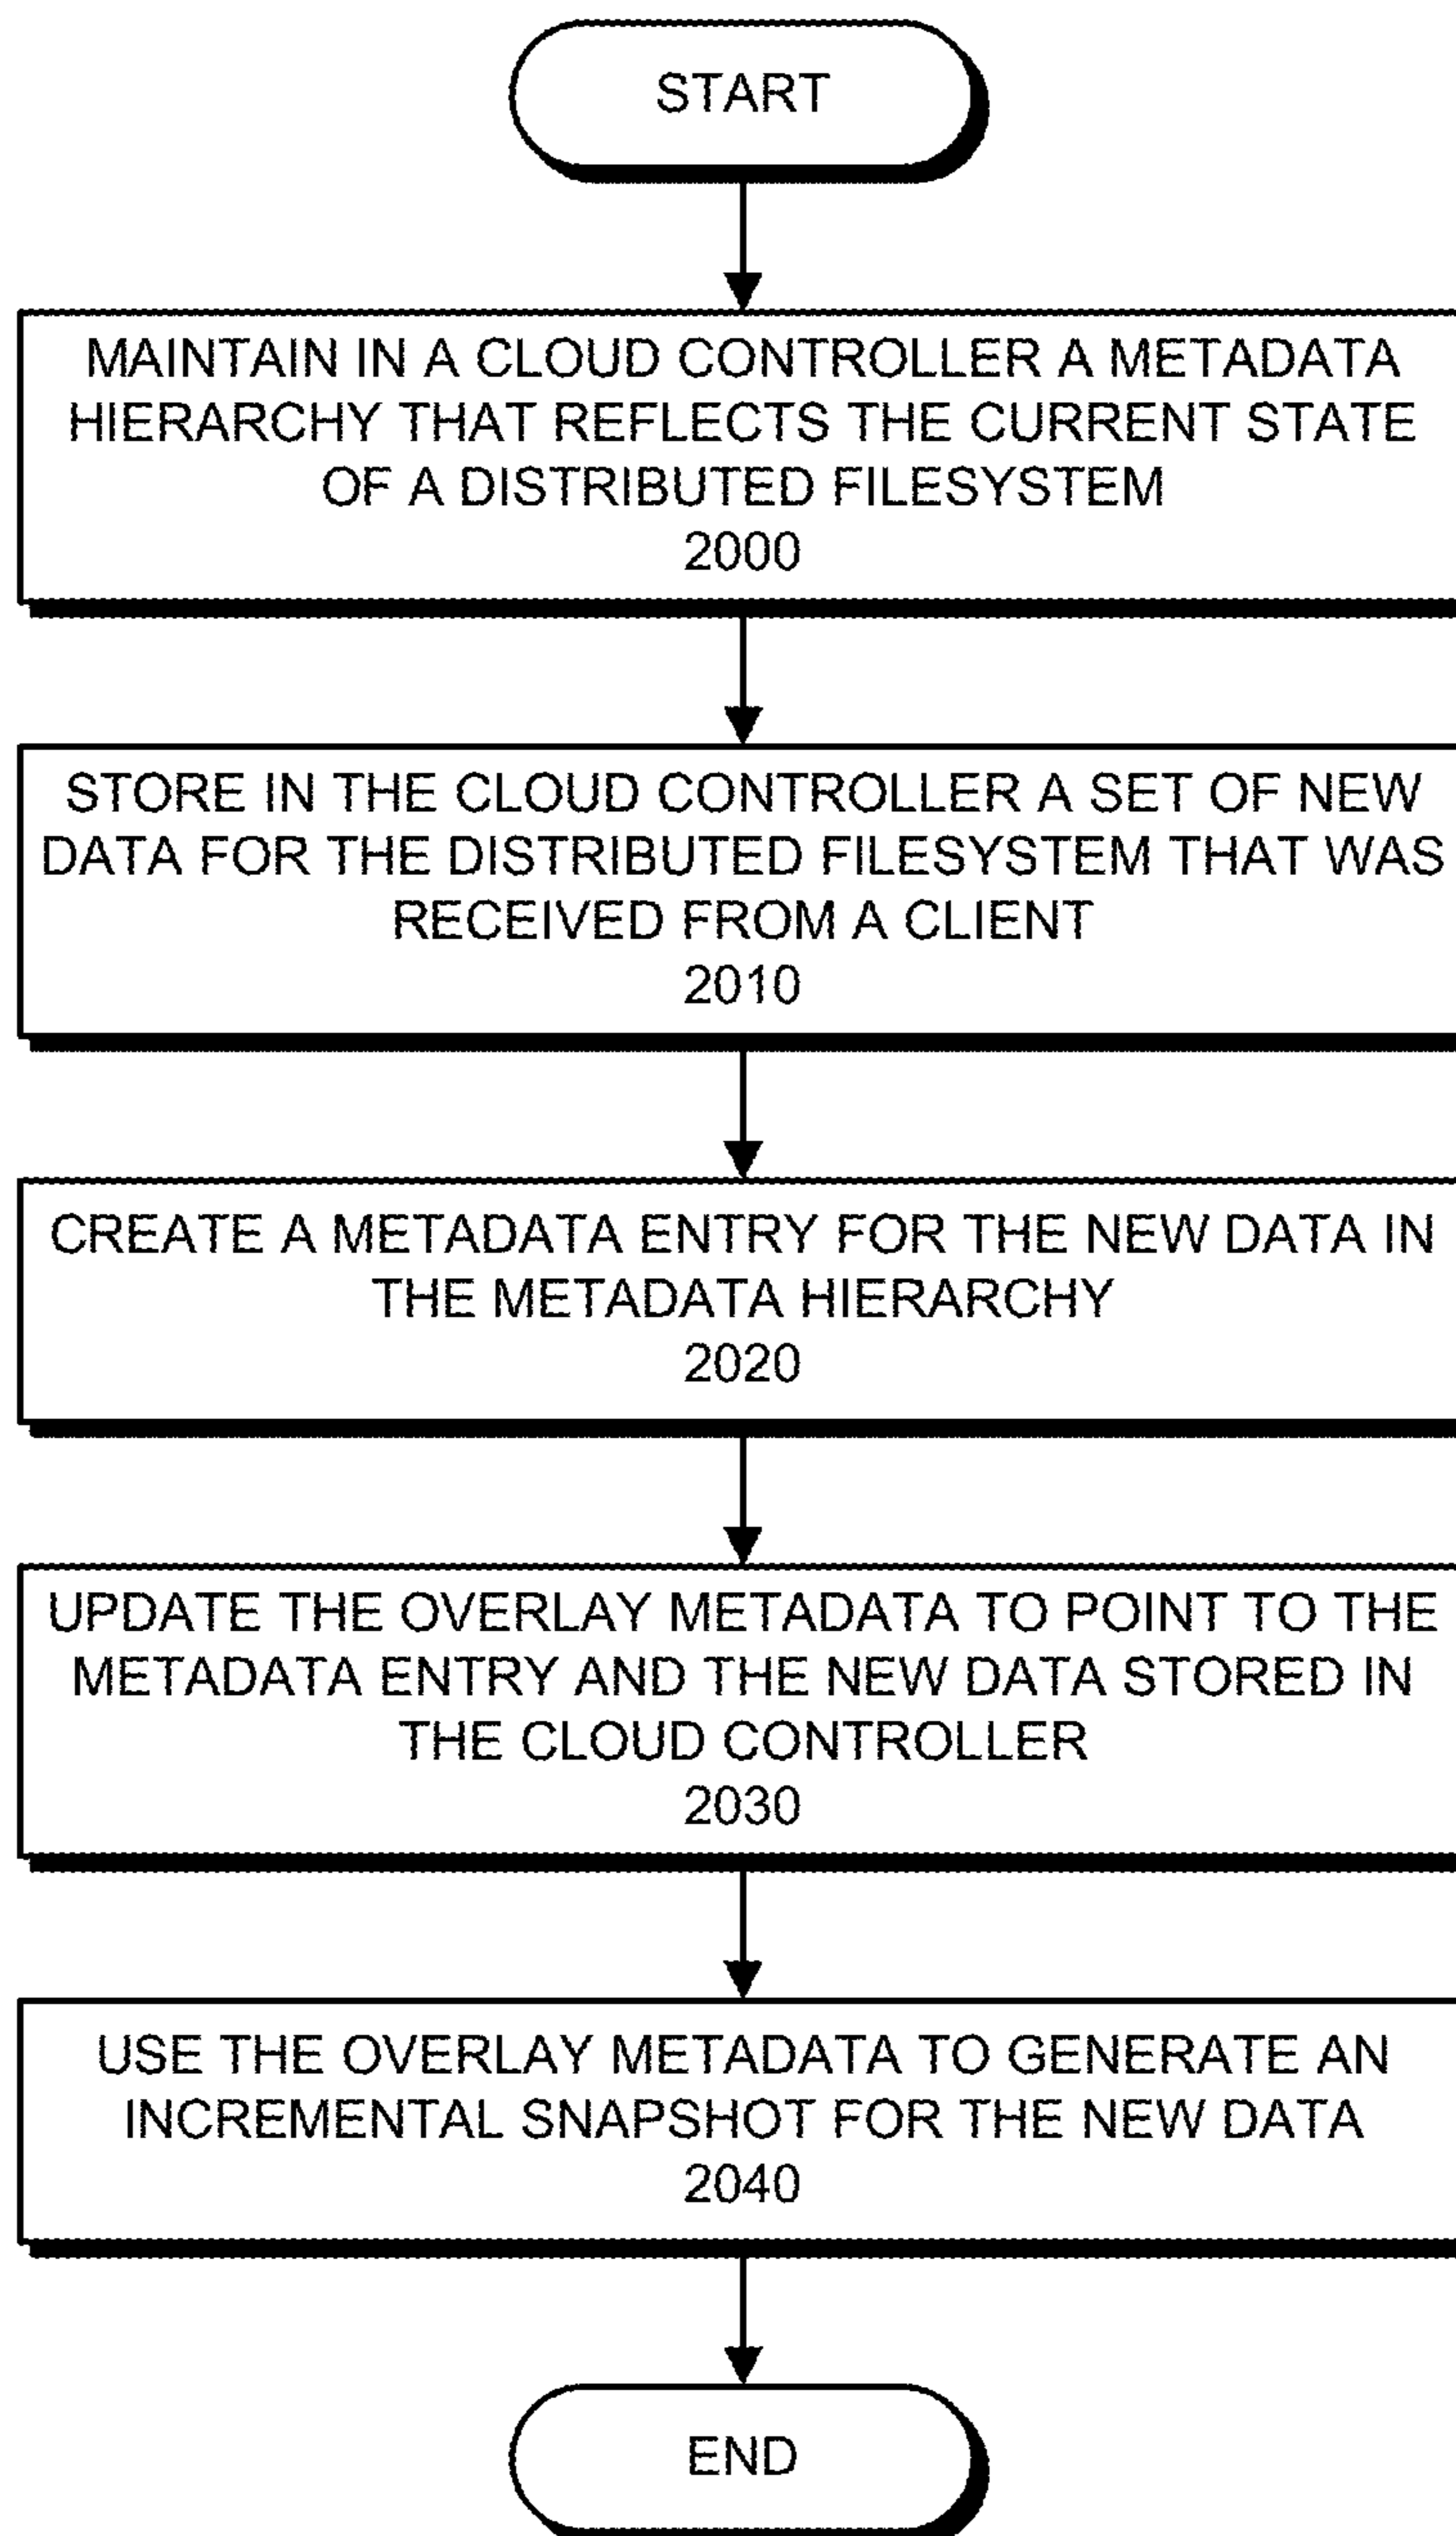 START
MAINTAIN IN A CLOUD CONTROLLER A METADATA
HIERARCHY THAT REFLECTS THE CURRENT STATE
OF A DISTRIBUTED FILESYSTEM
2000
STORE IN THE CLOUD CONTROLLER A SET OF NEW
DATA FOR THE DISTRIBUTED FILESYSTEM THAT WAS
RECEIVED FROM A CLIENT
2010
CREATE A METADATA ENTRY FOR THE NEW DATA IN
THE METADATA HIERARCHY
2020
UPDATE THE OVERLAY METADATA TO POINT TO THE
METADATA ENTRY AND THE NEW DATA STORED IN
THE CLOUD CONTROLLER
2030
USE THE OVERLAY METADATA TO GENERATE AN
INCREMENTAL SNAPSHOT FOR THE NEW DATA
2040
END